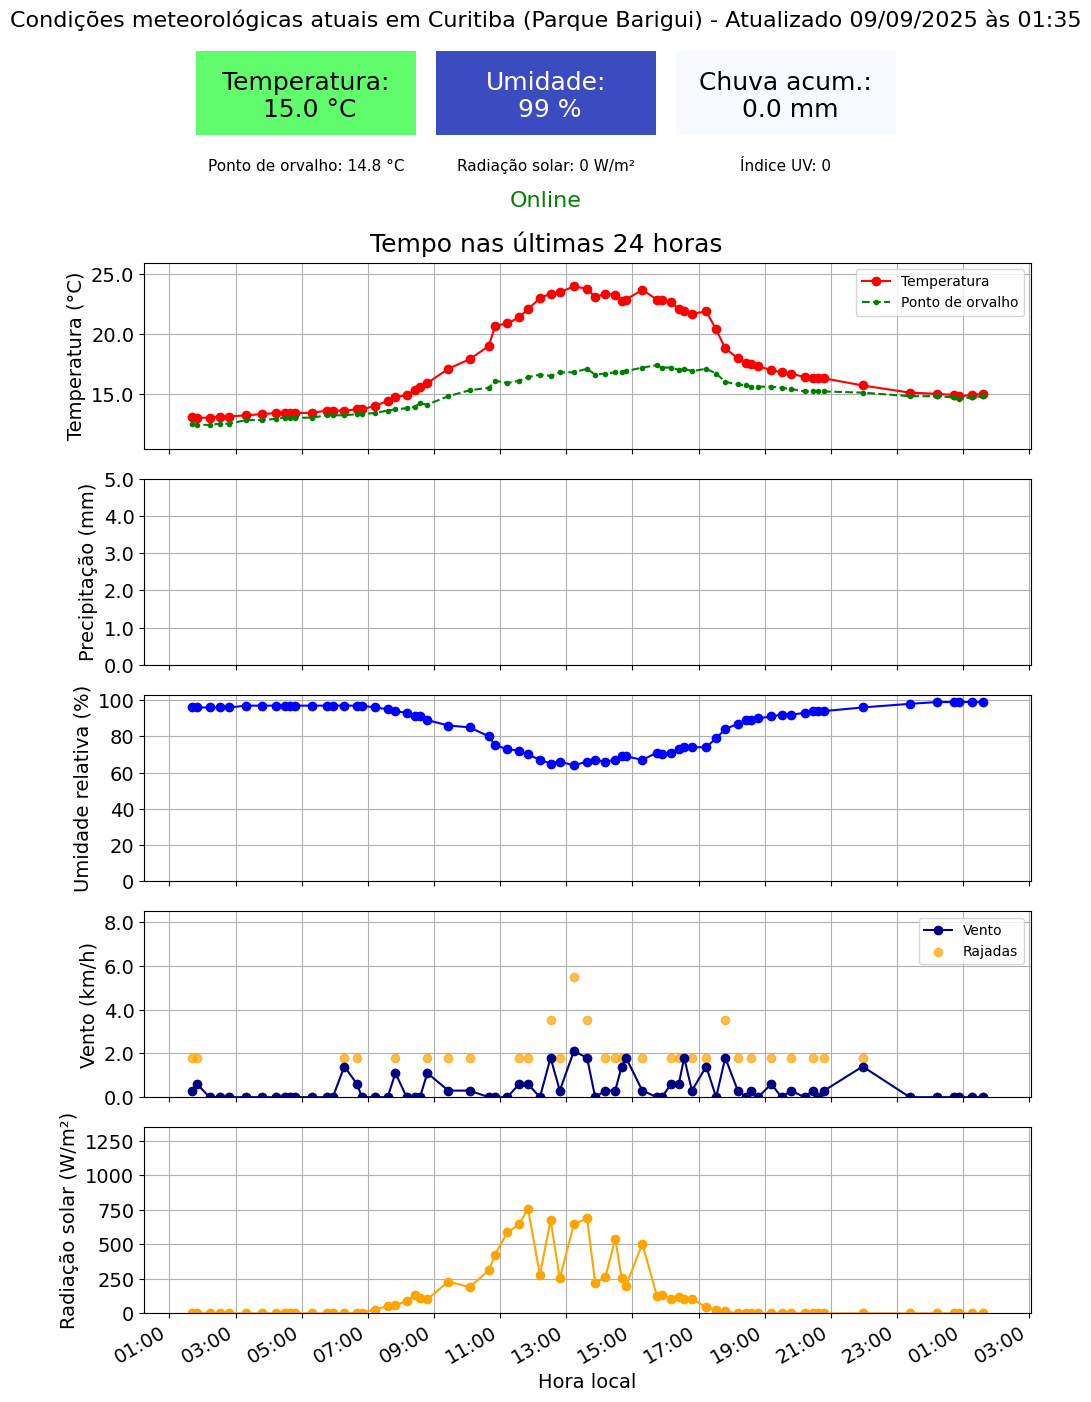 Condições meteorológicas atuais em Curitiba (Parque Barigui) - Atualizado 09/09/2025 às 01:35
Temperatura:
15.0 °C
Umidade:
99 %
Chuva acum.:
0.0 mm
Ponto de orvalho: 14.8 °C
Radiação solar: 0 W/m²
Índice UV: 0
Online
Tempo nas últimas 24 horas
Temperatura (°C)
25.0
20.0
15.0
Temperatura
Ponto de orvalho
Precipitação (mm)
5.0
4.0
3.0
2.0
1.0
0.0
Umidade relativa (%)
100
80
60
40
20
0
Vento (km/h)
8.0
6.0
4.0
2.0
0.0
Vento
Rajadas
Radiação solar (W/m²)
1250
1000
750
500
250
0
01:00
03:00
05:00
07:00
09:00
11:00
13:00
15:00
17:00
19:00
21:00
23:00
01:00
03:00
Hora local